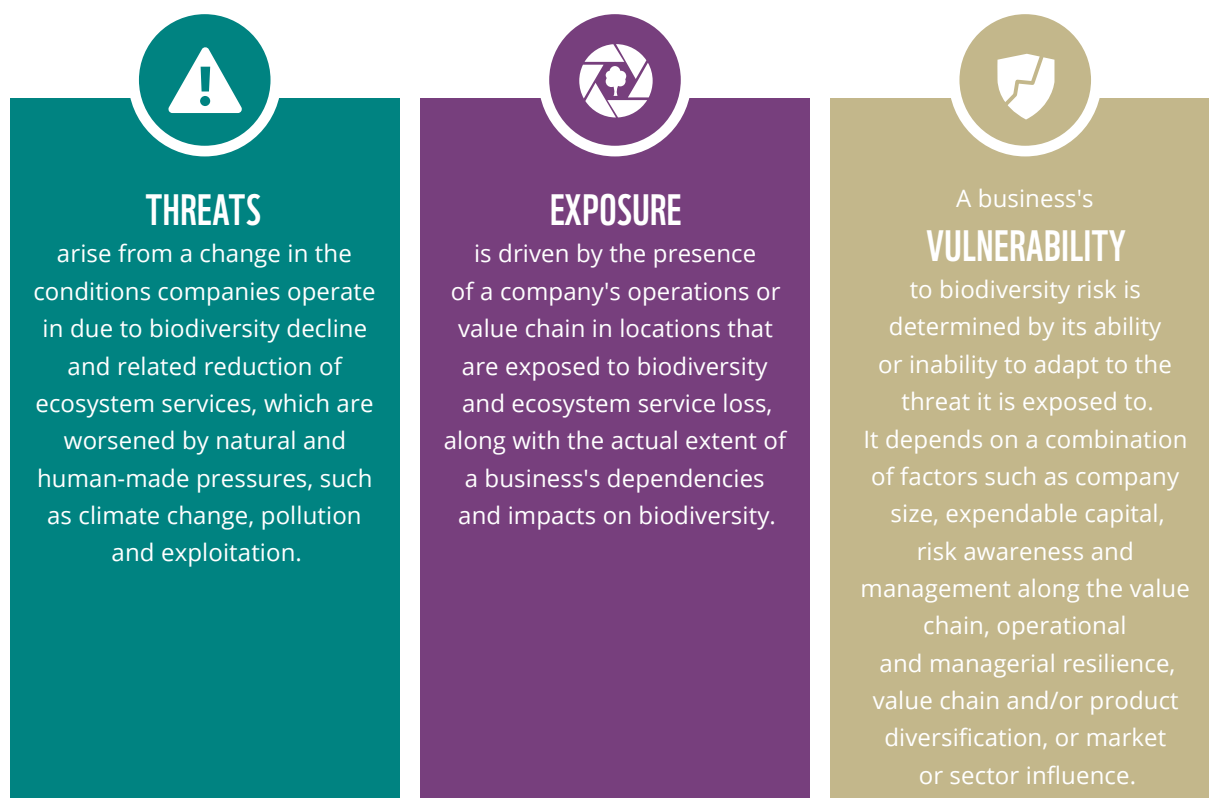 THREATS
arise from a change in the
conditions companies operate
in due to biodiversity decline
and related reduction of
ecosystem services, which are
worsened by natural and
human-made pressures, such
as climate change, pollution
and exploitation.
EXPOSURE
is driven by the presence
of a company's operations or
value chain in locations that
are exposed to biodiversity
and ecosystem service loss,
along with the actual extent of
a business's dependencies
and impacts on biodiversity.
A business's
VULNERABILITY
to biodiversity risk is
determined by its ability
or inability to adapt to the
threat it is exposed to.
It depends on a combination
of factors such as company
size, expendable capital,
risk awareness and
management along the value
chain, operational
and managerial resilience,
value chain and/or product
diversification, or market
or sector influence.